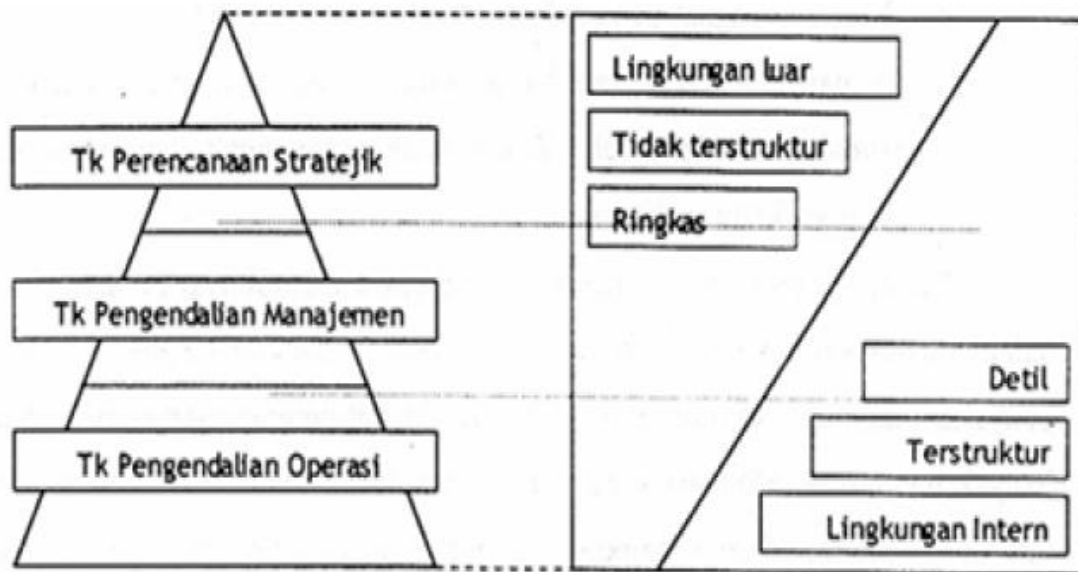 Tk Perencanaan Stratejik
Tk Pengendalian Manajemen
Tk Pengendalian Operasi
Lingkungan luar
Tidak terstruktur
Ringkas
Detil
Terstruktur
Lingkungan Intern